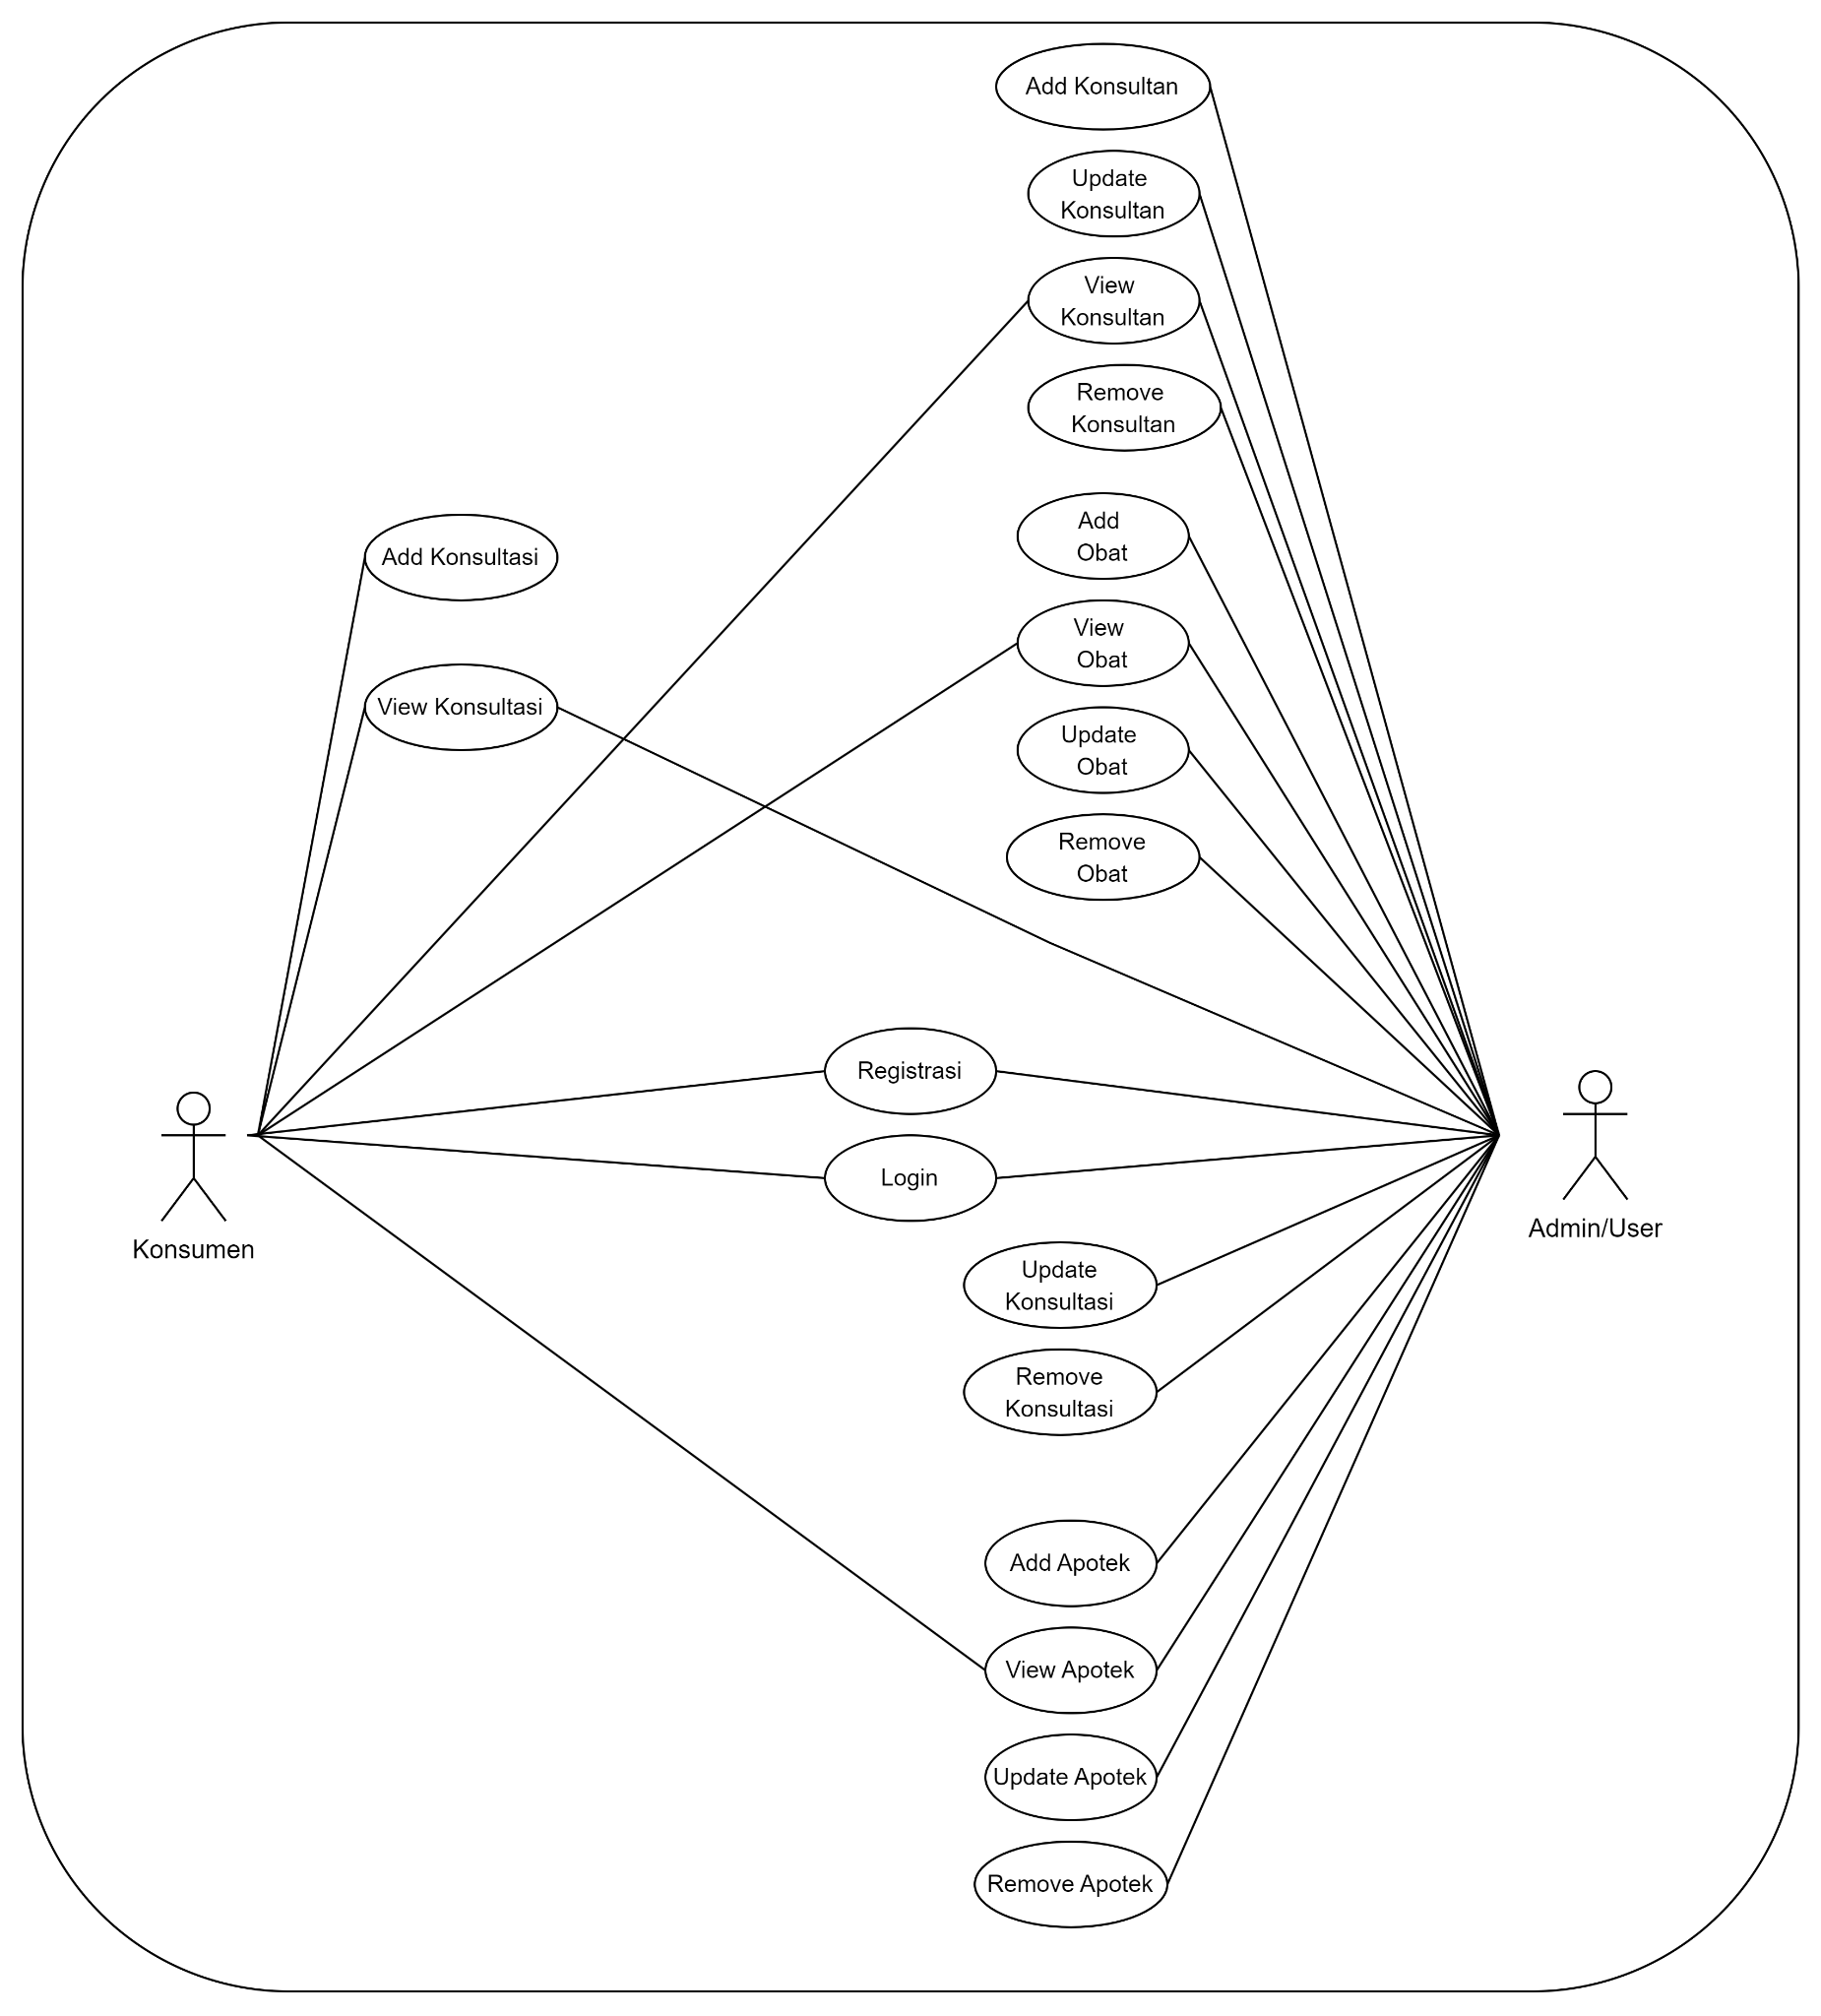 Add Konsultan
Update
Konsultan
View
Konsultan
Remove
Konsultan
Add
Obat
Add Konsultasi
View
Obat
View Konsultasi
Update
Obat
Remove
Obat
Registrasi
Login
Konsumen
Admin/User
Update
Konsultasi
Remove
Konsultasi
Add Apotek
View Apotek
Update Apotek
Remove Apotek